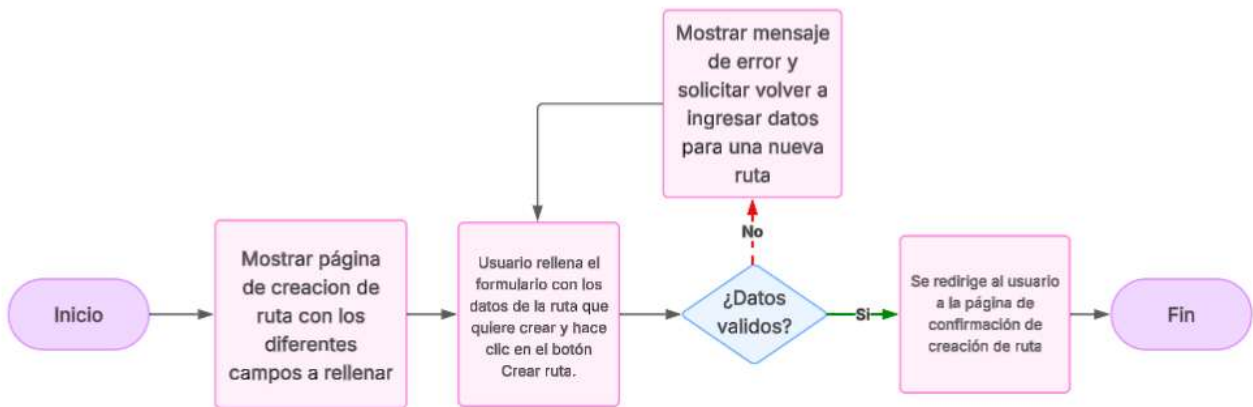 Inicio
Mostrar página
de creacion de
ruta con los
diferentes
campos a rellenar
Usuario rellena el
formulario con los
datos de la ruta que
quiere crear y hace
clic en el botón
Crear ruta.
¿Datos
validos?
No
Mostrar mensaje
de error y
solicitar volver a
ingresar datos
para una nueva
ruta
Si
Se redirige al usuario
a la página de
confirmación de
creación de ruta
Fin